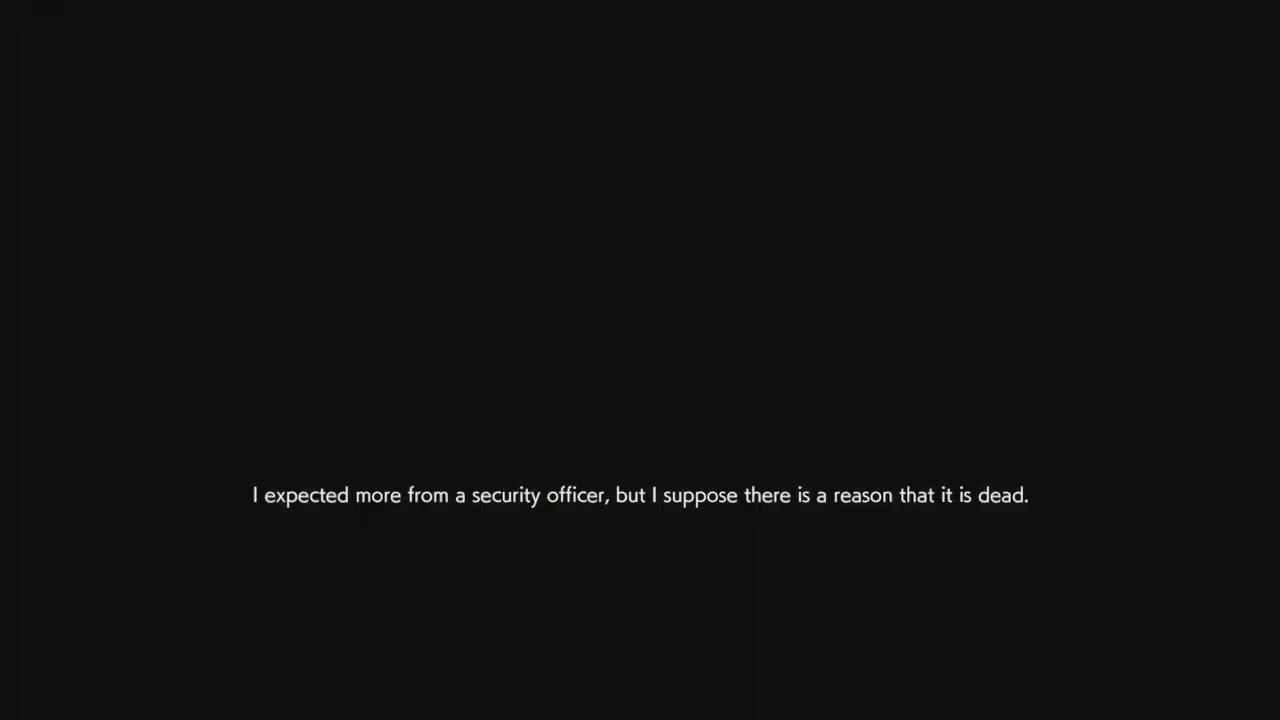 I expected more from a security officer, but I suppose there is a reason that it is dead.